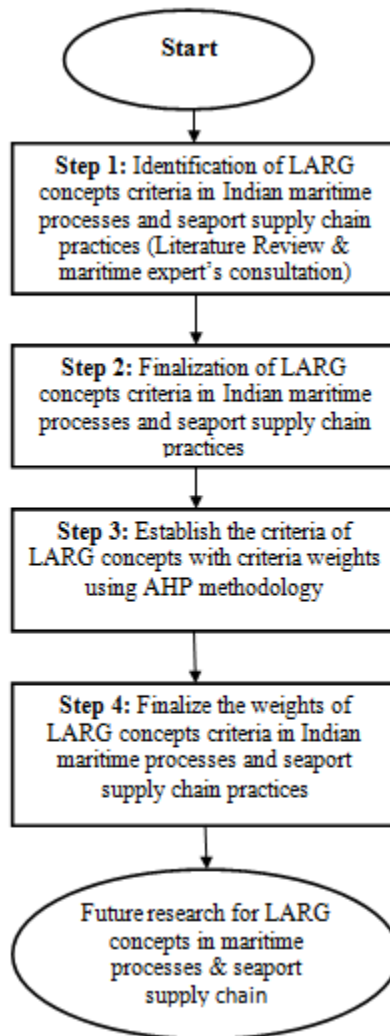 Start
Step 1: Identification of LARG
concepts criteria in Indian maritime
processes and seaport supply chain
practices (Literature Review &
maritime expert's consultation)
Step 2: Finalization of LARG
concepts criteria in Indian maritime
processes and seaport supply chain
practices
Step 3: Establish the criteria of
LARG concepts with criteria weights
using AHP methodology
Step 4: Finalize the weights of
LARG concepts criteria in Indian
maritime processes and seaport
supply chain practices
Future research for LARG
concepts in maritime
processes & seaport
supply chain